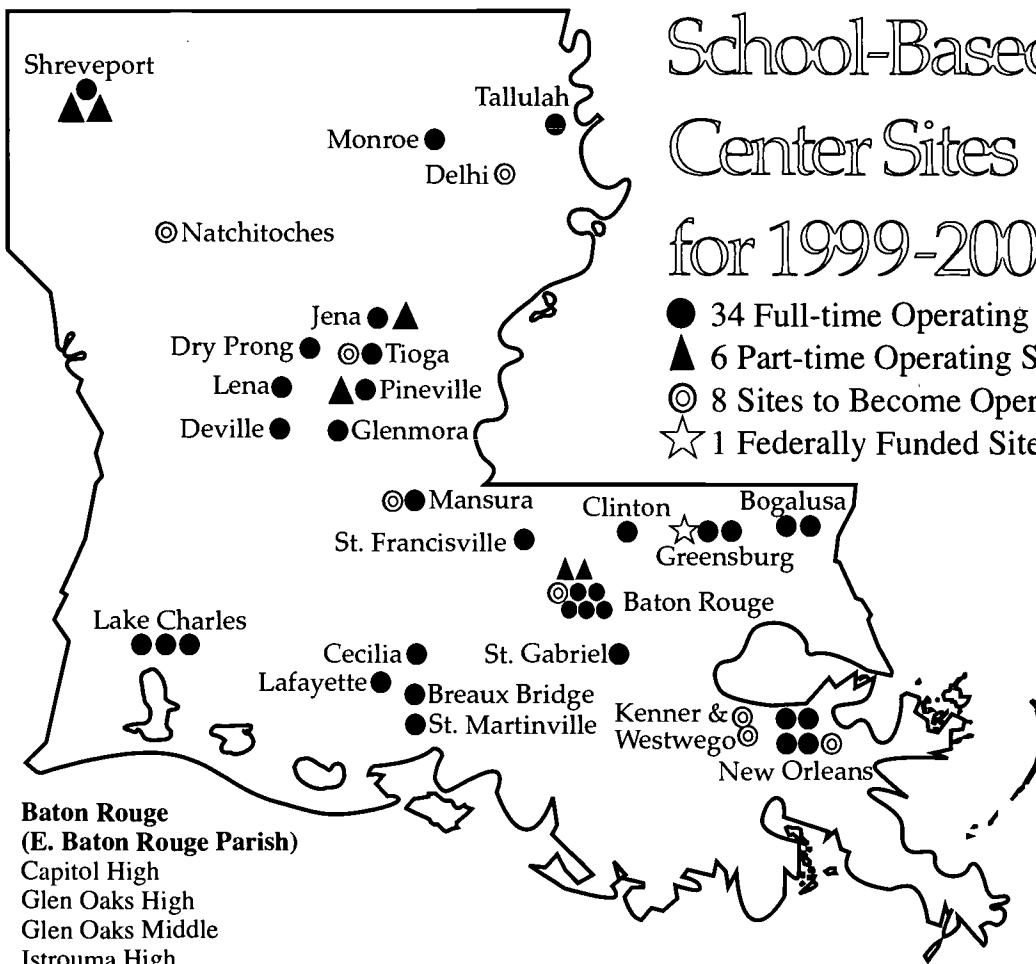 School-Based
Center Sites
for 1999-200
34 Full-time Operating
6 Part-time Operating S
8 Sites to Become Oper
1 Federally Funded Site
Shreveport
Tallulah
Monroe
Delhi
Natchitoches
Jena
Dry Prong
Tioga
Lena
Pineville
Deville
Glenmora
Mansura
Clinton
Bogalusa
St. Francisville
Greensburg
Baton Rouge
Lake Charles
Cecilia
St. Gabriel
Lafayette
Breaux Bridge
St. Martinville
Kenner &
Westwego
New Orleans
Baton Rouge
(E. Baton Rouge Parish)
Capitol High
Glen Oaks High
Glen Oaks Middle
Istrouma High